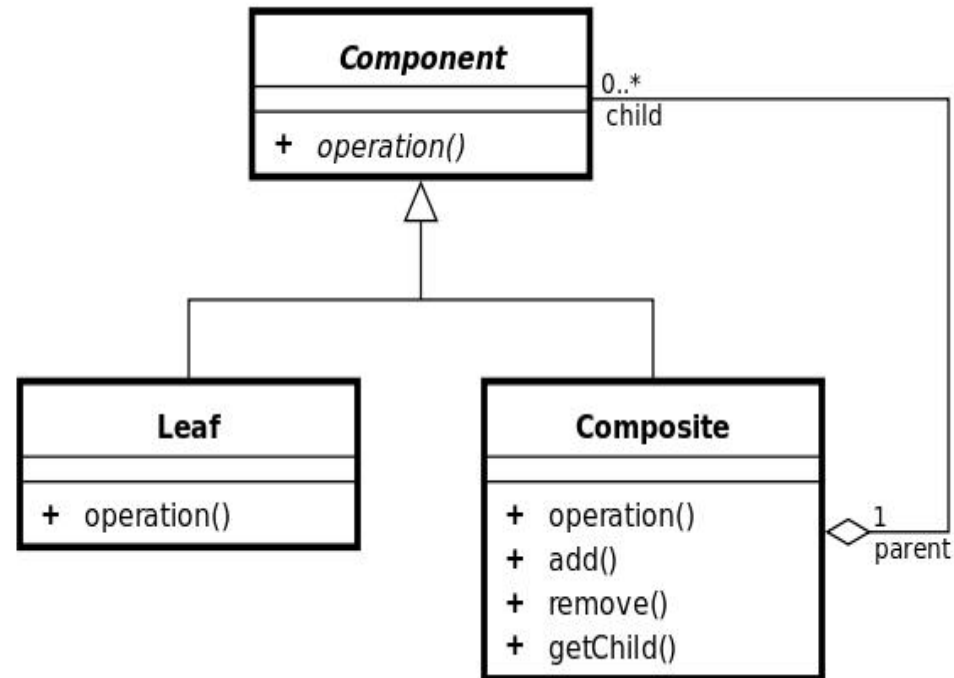 Component
0..*
child
+ operation()
Leaf
+ operation()
Composite
+ operation()
+ add()
+ remove()
+ getChild()
1
parent